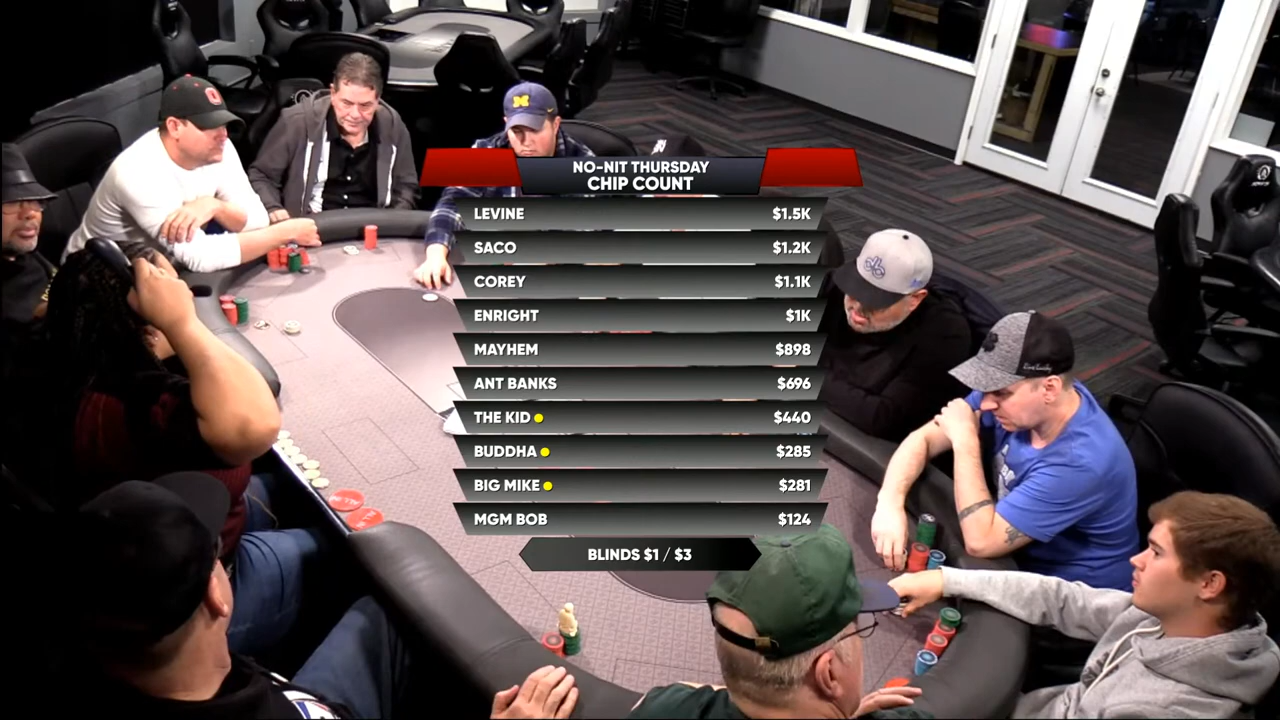 NO-NIT THURSDAY
CHIP COUNT
LEVINE $1.5K
SACO $1.2K
COREY $1.1K
ENRIGHT $1K
MAYHEM $898
ANT BANKS $696
THE KID $440
BUDDHA $285
BIG MIKE $281
MGM BOB $124
BLINDS $1 / $3